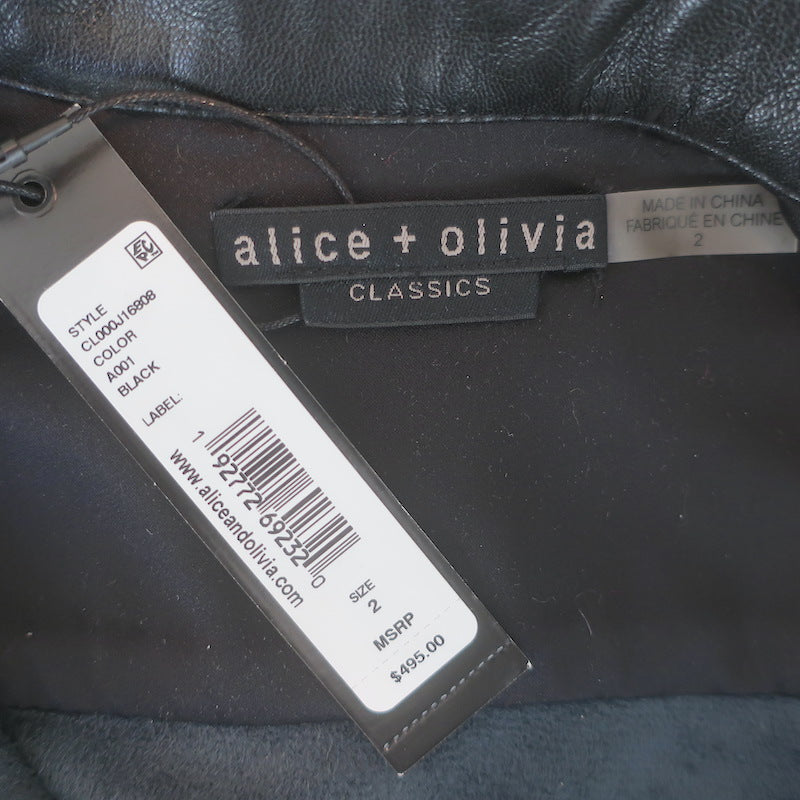 alice + olivia
CLASSICS
MADE IN CHINA
FABRIQUÉ EN CHINE
2
STYLE
CL000J16808
COLOR
A001
BLACK
LABEL:
1 92772 69232 0
www.aliceandolivia.com
SIZE
2
MSRP
$495.00